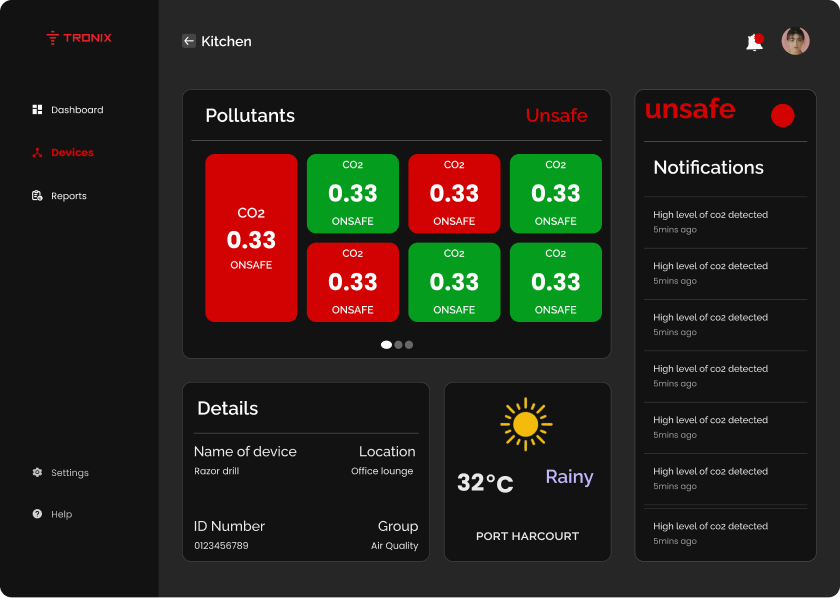 TRONIX
Dashboard
Devices
Reports
Settings
Help
Kitchen
Pollutants
Unsafe
CO2
0.33
ONSAFE
CO2
0.33
ONSAFE
CO2
0.33
ONSAFE
CO2
0.33
ONSAFE
CO2
0.33
ONSAFE
CO2
0.33
ONSAFE
CO2
0.33
ONSAFE
Details
Name of device
Razor drill
Location
Office lounge
ID Number
0123456789
Group
Air Quality
32°C
Rainy
PORT HARCOURT
unsafe
Notifications
High level of co2 detected
5mins ago
High level of co2 detected
5mins ago
High level of co2 detected
5mins ago
High level of co2 detected
5mins ago
High level of co2 detected
5mins ago
High level of co2 detected
5mins ago
High level of co2 detected
5mins ago